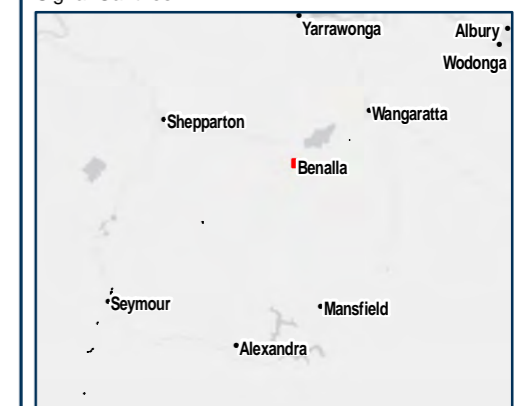 Yarrawonga
Albury
Wodonga
Wangaratta
Shepparton
Benalla
Seymour
Mansfield
Alexandra